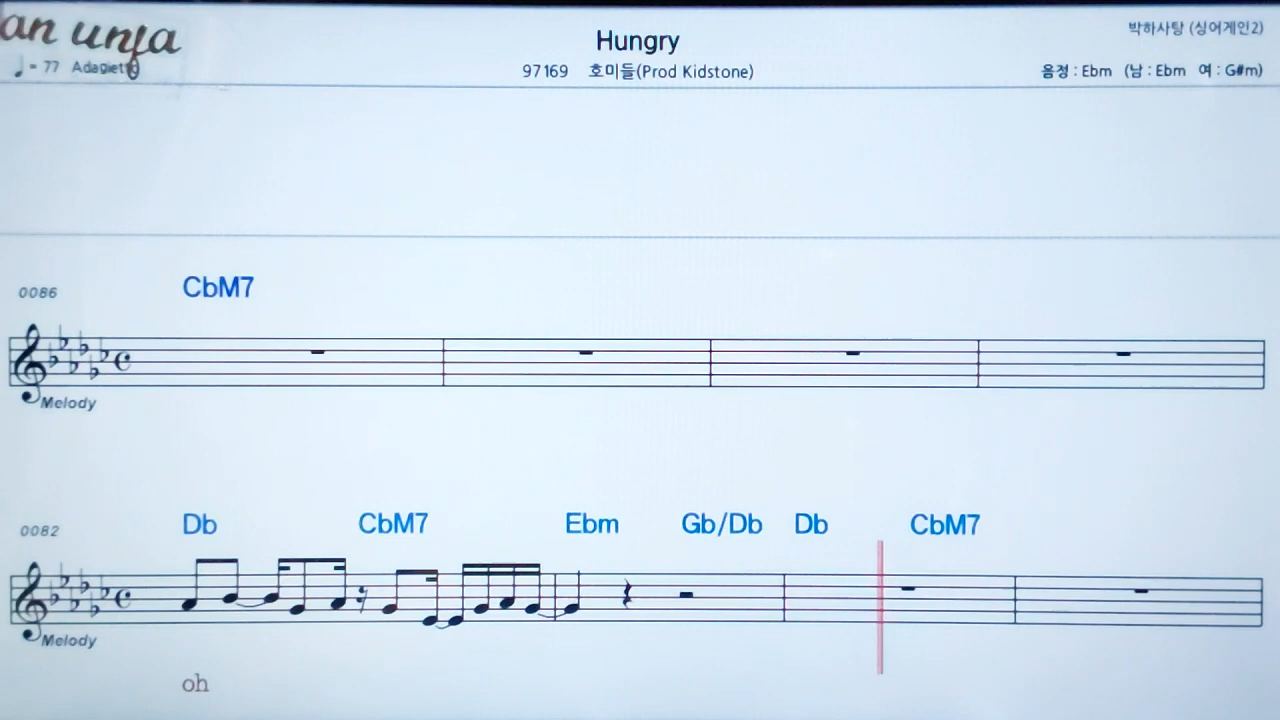 an unja
Hungry
박하사탕 (싱어게인2)
♩= 77 Adagietto
97169 호미들(Prod Kidstone)
음정 : Ebm (남 : Ebm 여 : G#m)
0086 CbM7
Melody
0082 Db CbM7 Ebm Gb/Db Db CbM7
Melody
oh